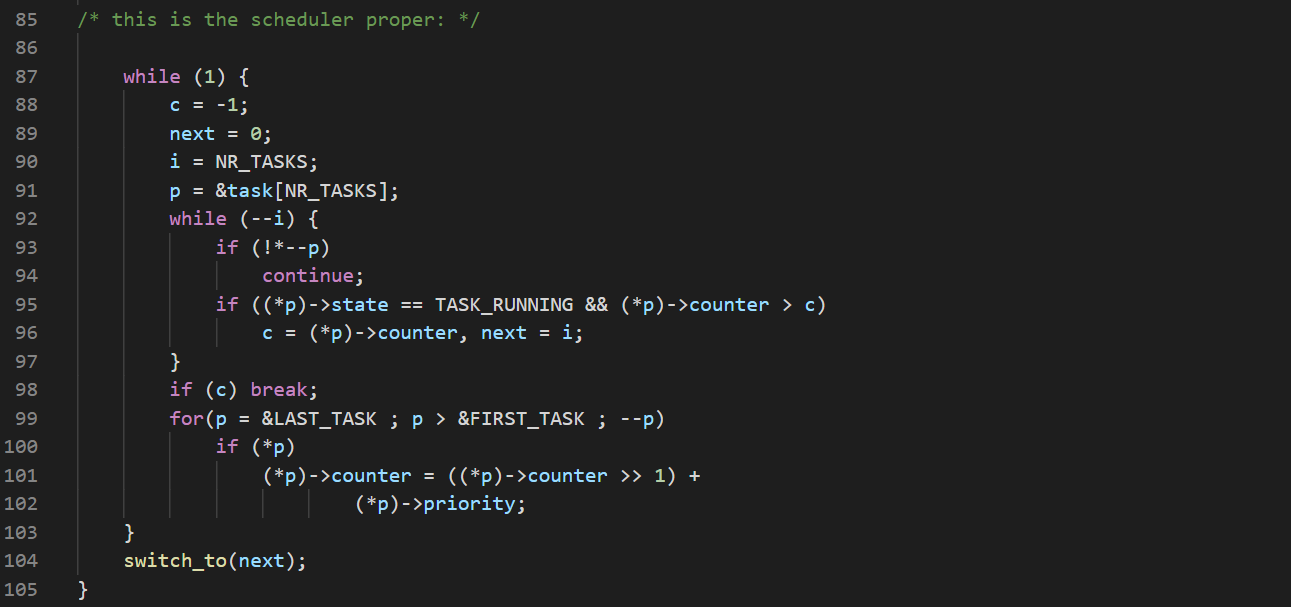 85 /* this is the scheduler proper: */
86
87 while (1) {
88 c = -1;
89 next = 0;
90 i = NR_TASKS;
91 p = &task[NR_TASKS];
92 while (--i) {
93 if (!*--p)
94 continue;
95 if ((*p)->state == TASK_RUNNING && (*p)->counter > c)
96 c = (*p)->counter, next = i;
97 }
98 if (c) break;
99 for(p = &LAST_TASK ; p > &FIRST_TASK ; --p)
100 if (*p)
101 (*p)->counter = ((*p)->counter >> 1) +
102 (*p)->priority;
103 }
104 switch_to(next);
105 }